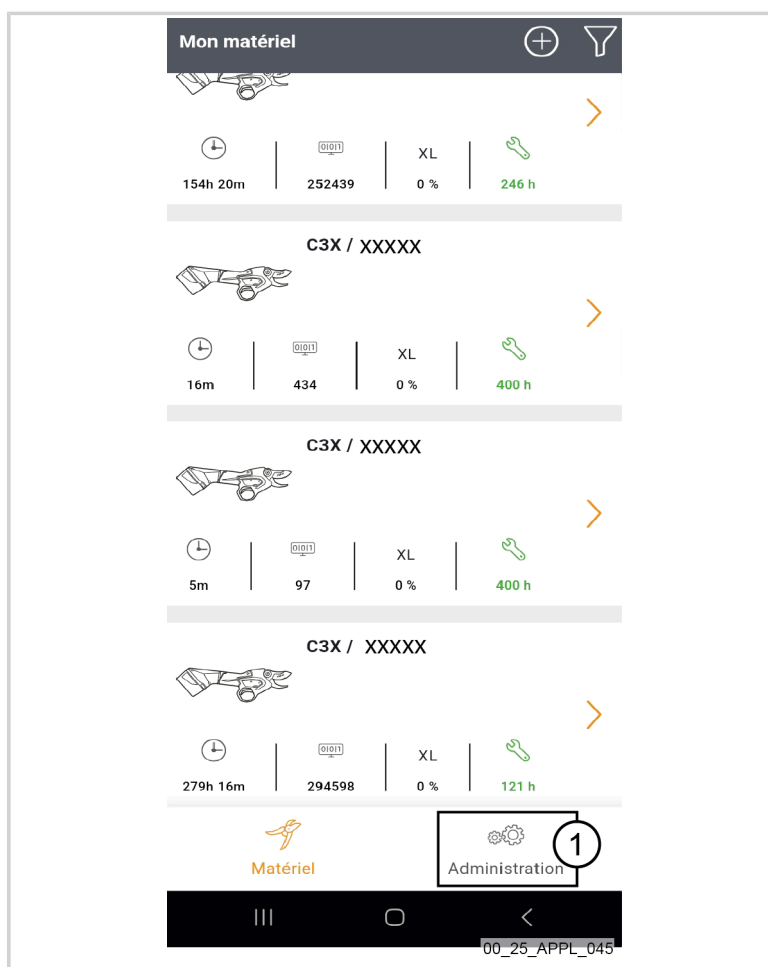 Mon matériel
XL
154h 20m 252439 0 % 246 h
C3X / XXXXX
XL
16m 434 0 % 400 h
C3X / XXXXX
XL
5m 97 0 % 400 h
C3X / XXXXX
XL
279h 16m 294598 0 % 121 h
1
Matériel Administration
00_25_APPL_045